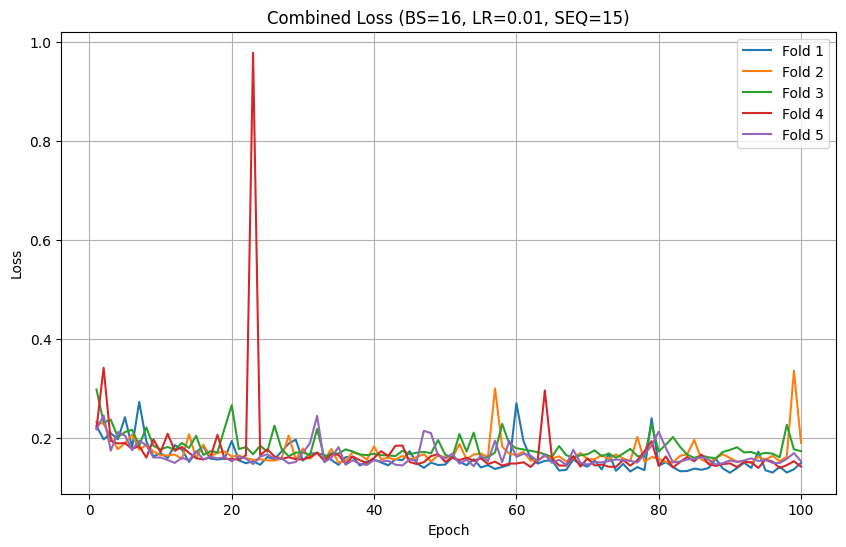 Combined Loss (BS=16, LR=0.01, SEQ=15)
Loss
1.0
0.8
0.6
0.4
0.2
0
20
40
60
80
100
Epoch
Fold 1
Fold 2
Fold 3
Fold 4
Fold 5